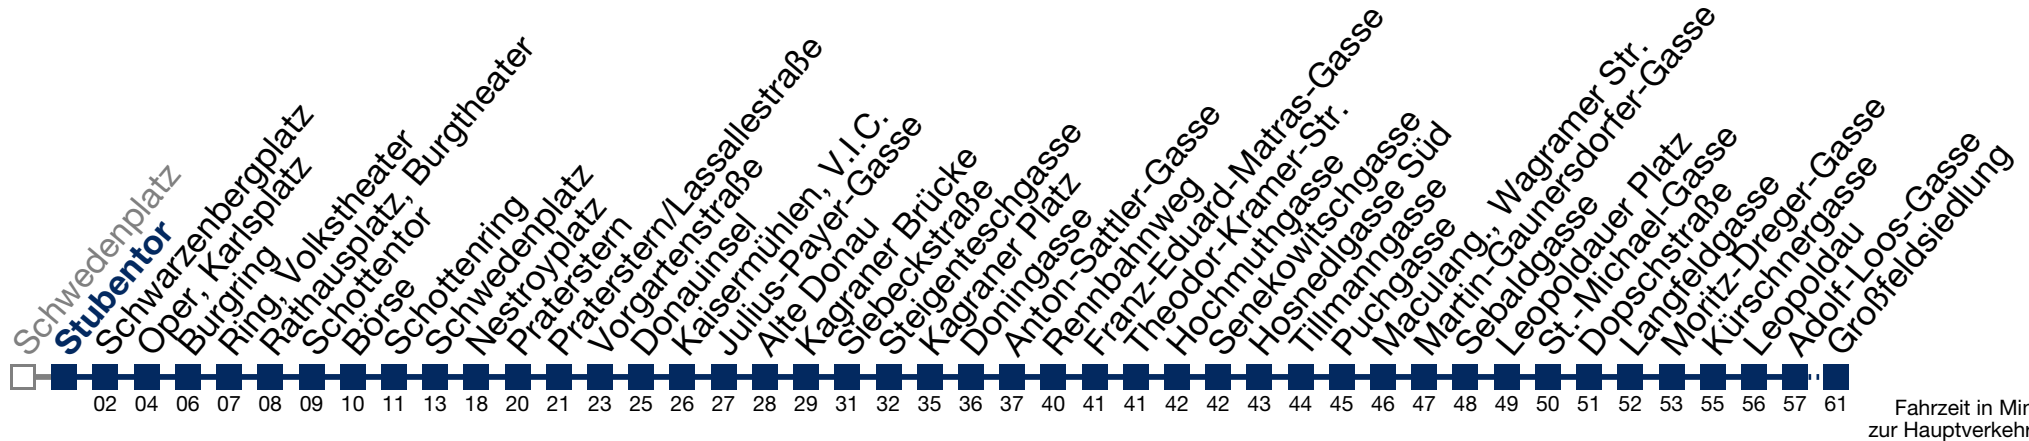 Schwedenplatz
Stubentor
Schwarzenbergplatz
Oper, Karlsplatz
Burgring
Ring, Volkstheater
Rathausplatz, Burgtheater
Schottentor
Börse
Schottenring
Schwedenplatz
Nestroyplatz
Praterstern
Praterstern/Lassallestraße
Vorgartenstraße
Donauinsel
Kaisermühlen, V.I.C.
Julius-Payer-Gasse
Alte Donau
Kagraner Brücke
Siebeckstraße
Steigenteschgasse
Kagraner Platz
Doningasse
Anton-Sattler-Gasse
Rennbahnweg
Franz-Eduard-Matras-Gasse
Theodor-Kramer-Str.
Hochmuthgasse
Senekowitschgasse
Hosnedlgasse Süd
Tillmanngasse
Puchgasse
Maculang., Wagramer Str.
Martin-Gaunersdorfer-Gasse
Sebaldgasse
Leopoldauer Platz
St.-Michael-Gasse
Dopschstraße
Langfeldgasse
Moritz-Dreger-Gasse
Kürschnergasse
Leopoldau
Adolf-Loos-Gasse
Großfeldsiedlung
02 04 06 07 08 09 10 11 13 18 20 21 23 25 26 27 28 29 31 32 35 36 37 40 41 41 42 42 43 44 45 46 47 48 49 50 51 52 53 55 56 57 61
Fahrzeit in Min
zur Hauptverkehr